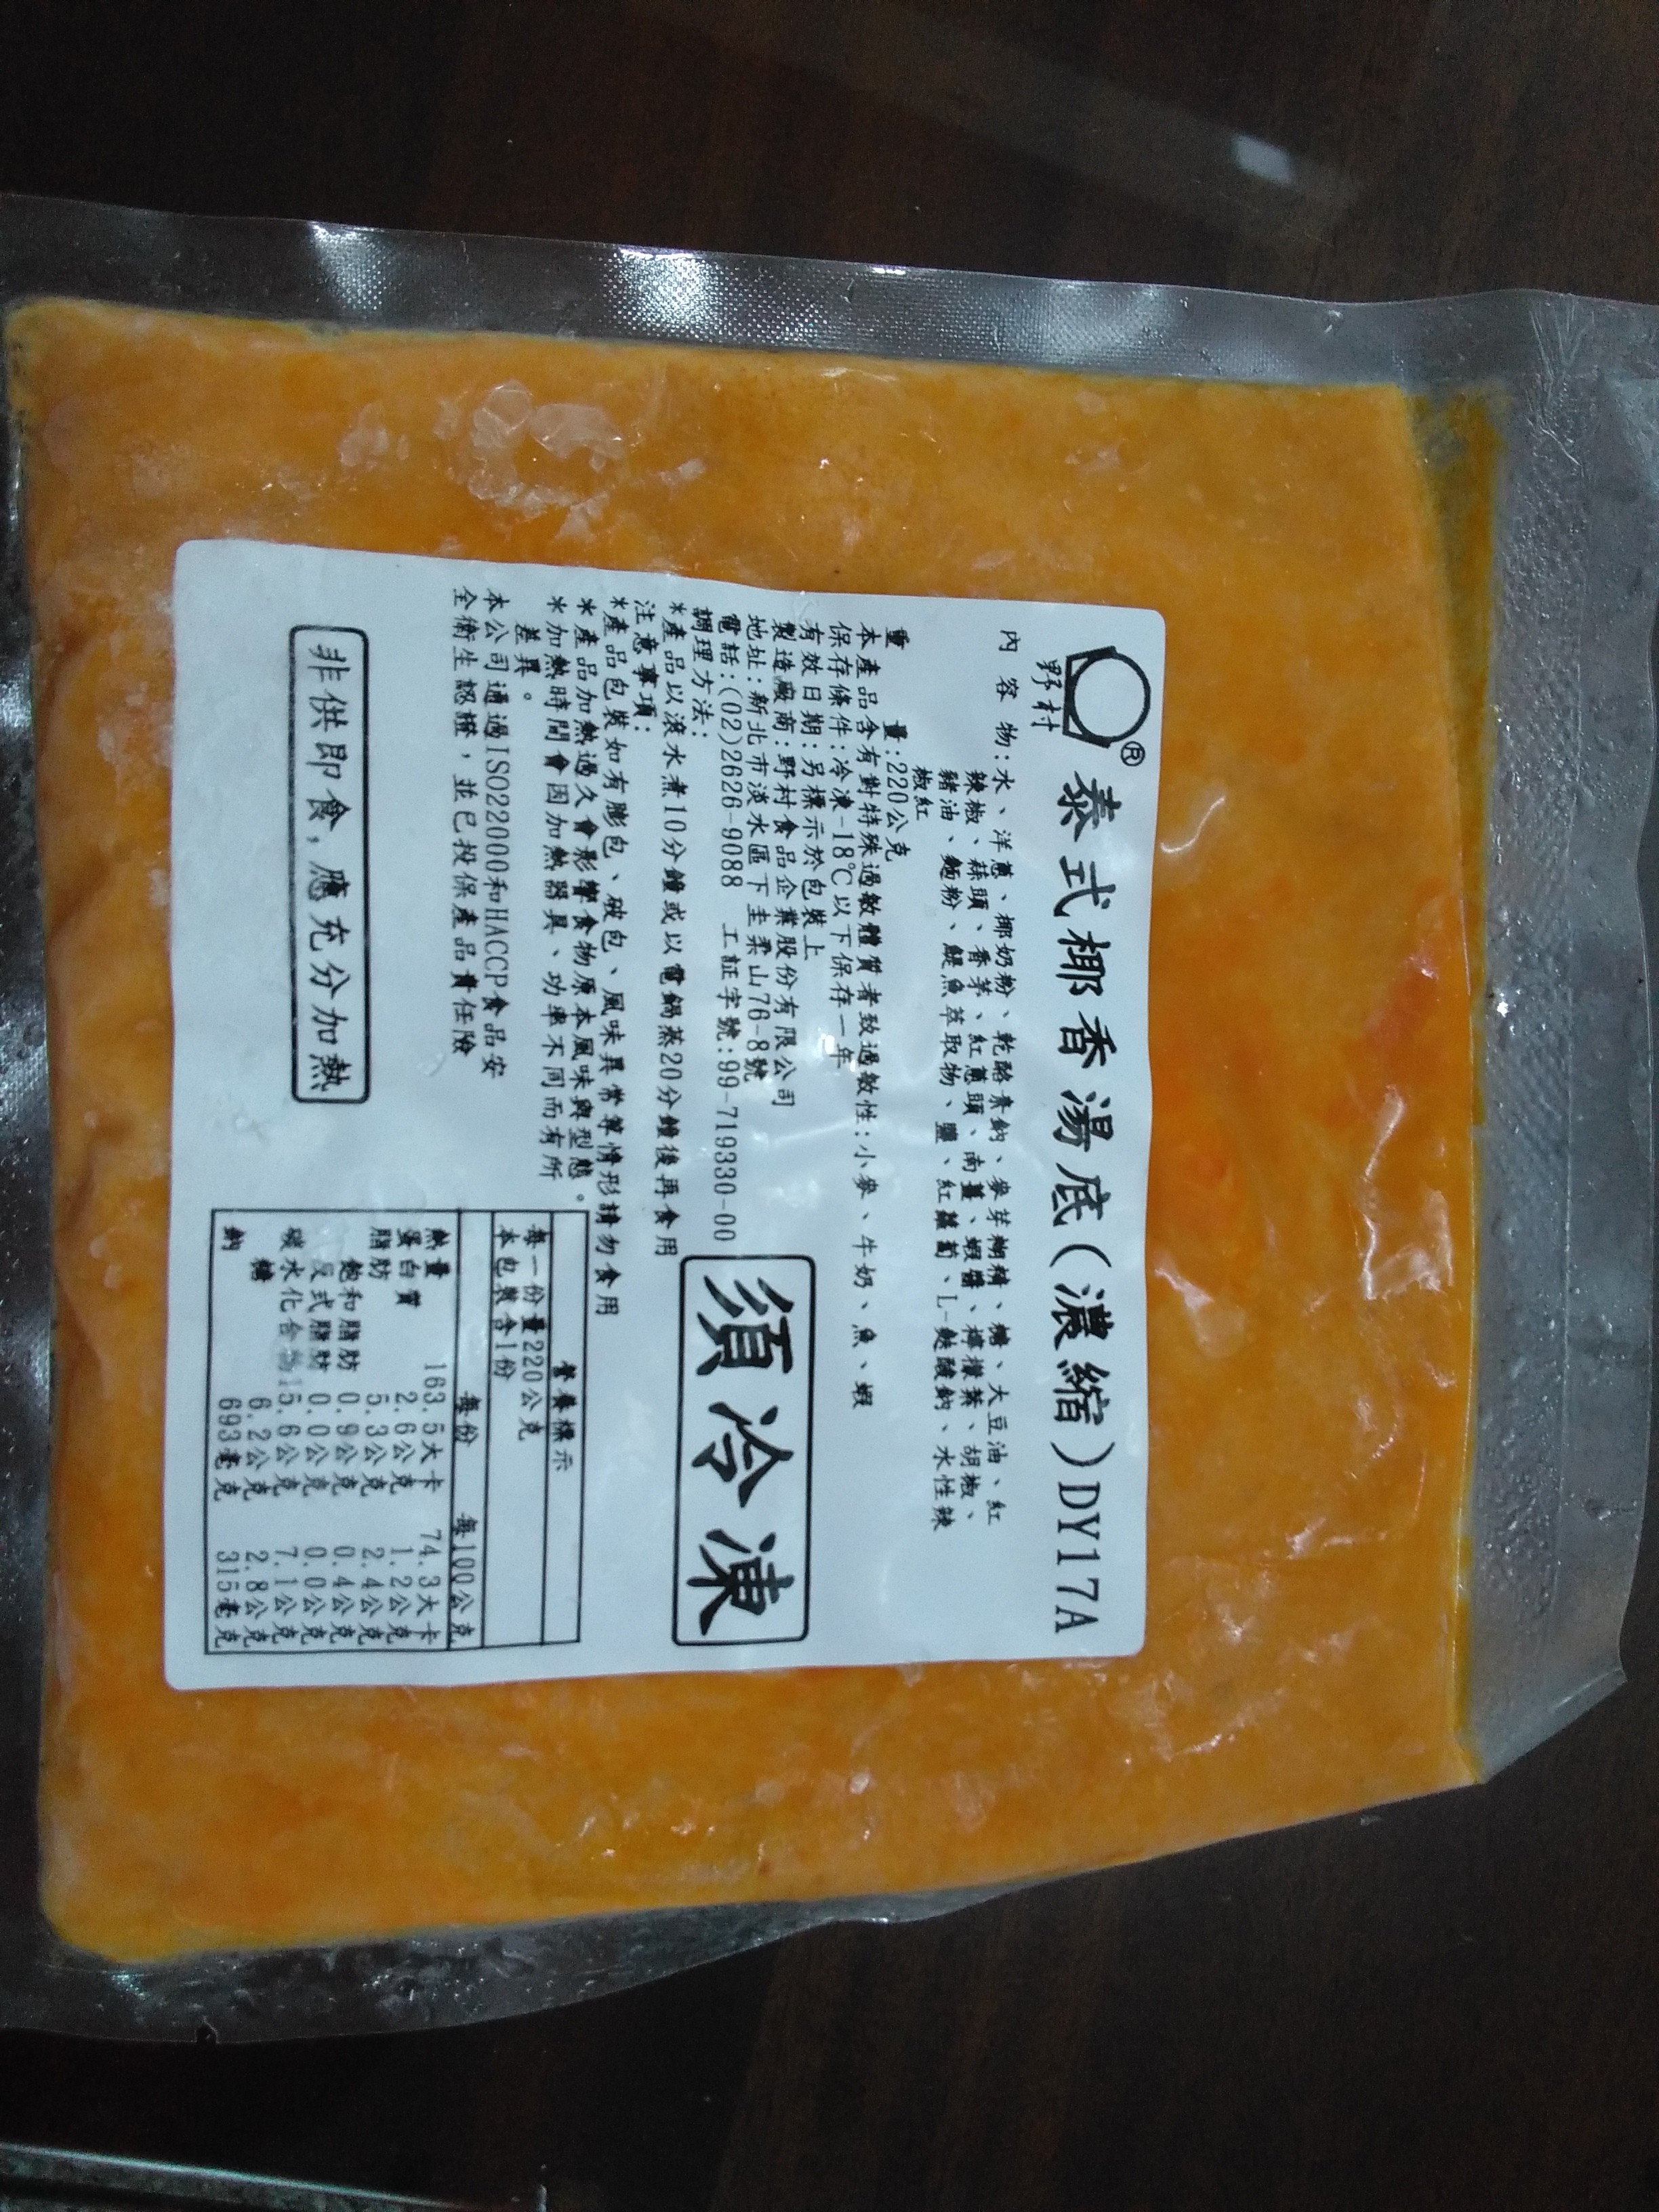 野村®
泰式椰香湯底(濃縮)DY17A
內容物:水、洋蔥、椰奶粉、乾酪素鈉、麥芽糊精、糖、大豆油、紅
辣椒、蒜頭、香茅、紅蔥頭、南薑、蝦醬、檸檬葉、胡椒、
豬油、麵粉、鯷魚萃取物、鹽、紅蘿蔔、L-麩酸鈉、水性辣
椒紅
重量:220公克
本產品含有對特殊過敏體質者致過敏性:小麥、牛奶、魚、蝦
保存條件:冷凍-18℃以下保存一年
有效日期:另標示於包裝上
製造廠商:野村食品企業股份有限公司
地址:新北市淡水區下圭柔山76-8號
電話:(02)2626-9088 工証字號:99-719330-00
調理方法:
*產品以滾水煮10分鐘或以電鍋蒸20分鐘後再食用
注意事項:
*產品包裝如有膨包、破包、風味異常等情形請勿食用
*產品加熱過久會影響食物原本風味與型態。
*加熱時間會因加熱器具、功率不同而有所
差異。
本公司通過ISO22000和HACCP食品安
全衛生認證，並已投保產品責任險
非供即食,應充分加熱
須冷凍
營養標示
每一份量220公克
本包裝含1份
每份 每100公克
熱量 163.5大卡 74.3大卡
蛋白質 2.6公克 1.2公克
脂肪 5.3公克 2.4公克
飽和脂肪 0.9公克 0.4公克
反式脂肪 0.0公克 0.0公克
碳水化合物 15.6公克 7.1公克
糖 6.2公克 2.8公克
鈉 693毫克 315毫克